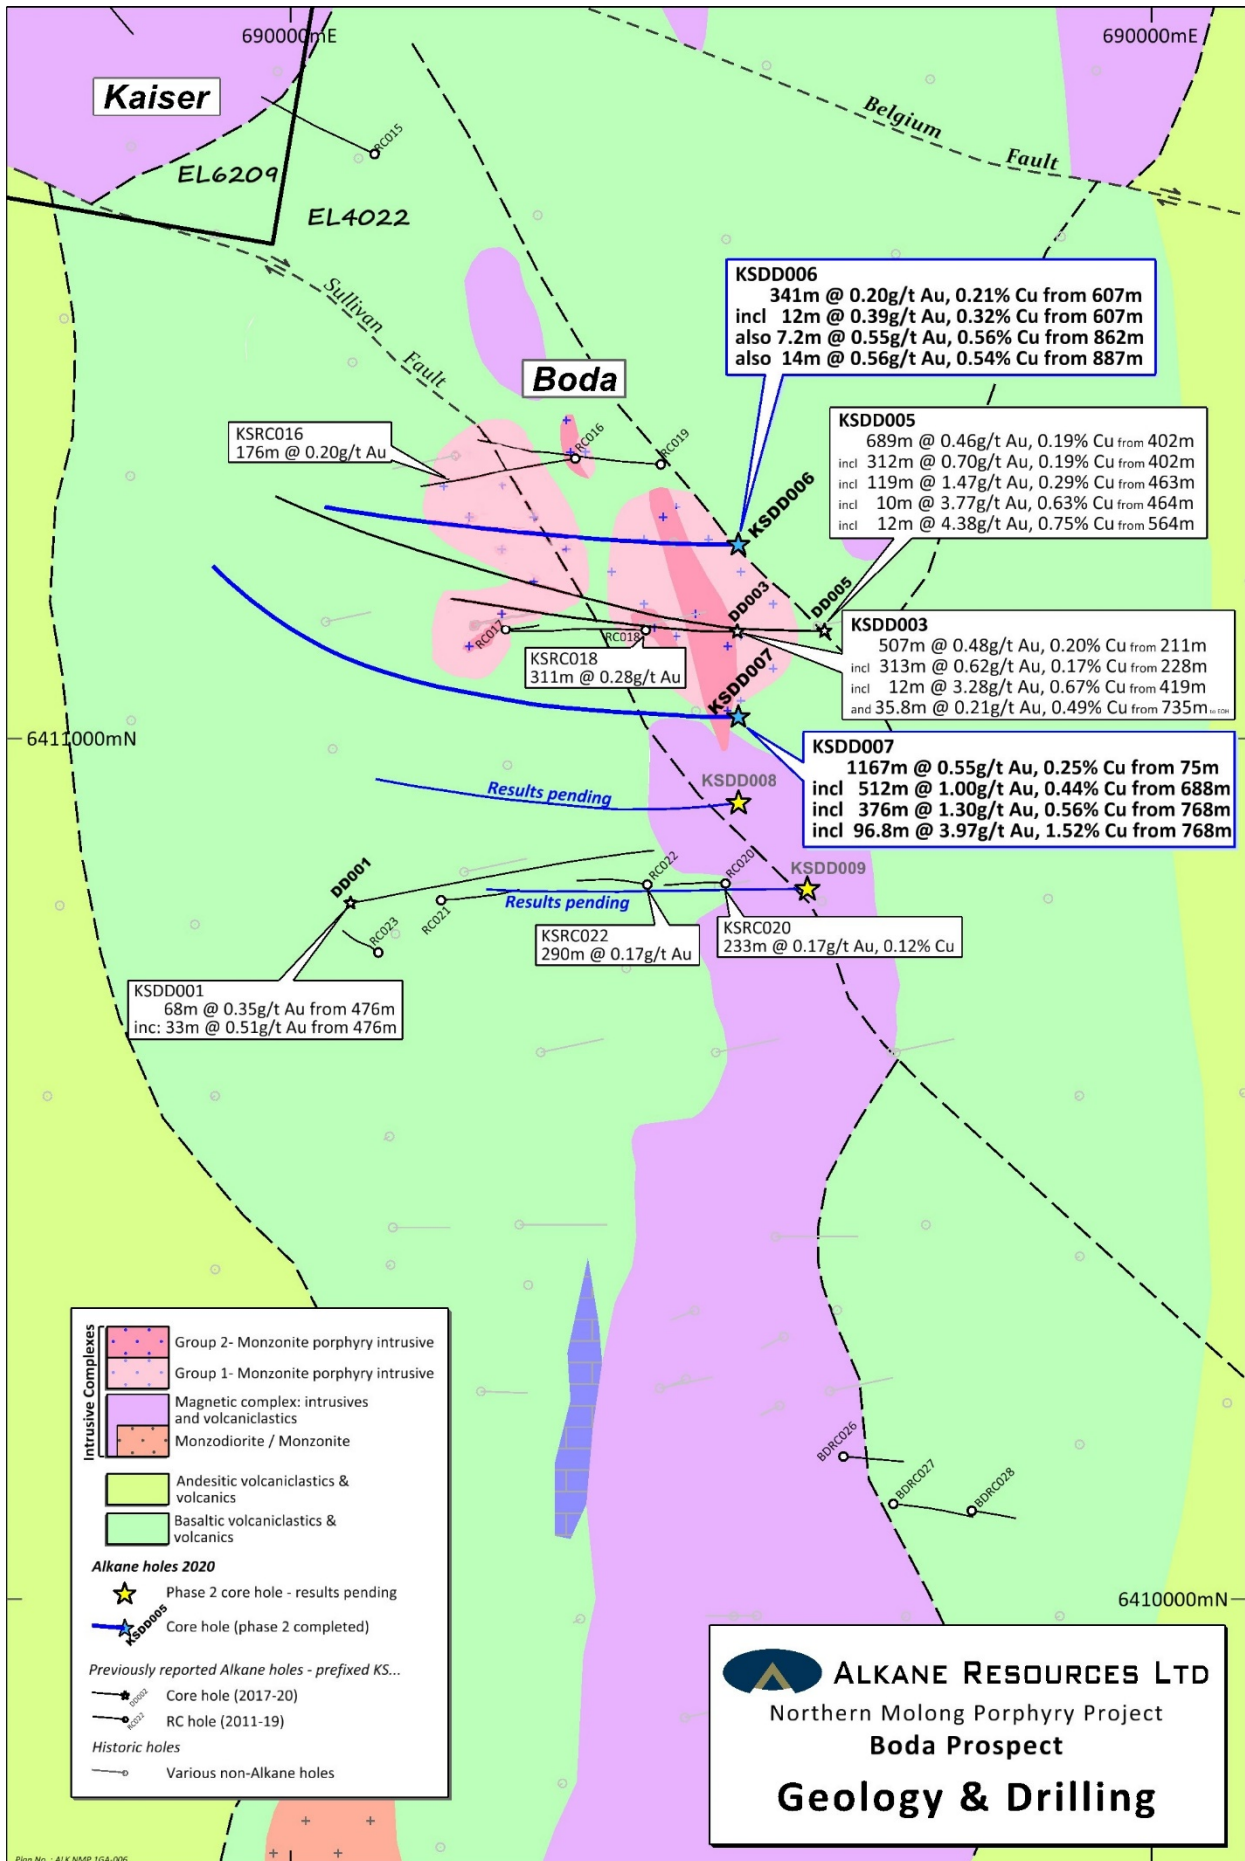 690000mE
690000mE
Kaiser
RC015
EL6209
EL4022
Belgium
Fault
Sullivan
Fault
KSDD006
341m @ 0.20g/t Au, 0.21% Cu from 607m
incl 12m @ 0.39g/t Au, 0.32% Cu from 607m
also 7.2m @ 0.55g/t Au, 0.56% Cu from 862m
also 14m @ 0.56g/t Au, 0.54% Cu from 887m
Boda
KSRC016
176m @ 0.20g/t Au
RC016
RC019
KSDD005
689m @ 0.46g/t Au, 0.19% Cu from 402m
incl 312m @ 0.70g/t Au, 0.19% Cu from 402m
incl 119m @ 1.47g/t Au, 0.29% Cu from 463m
incl 10m @ 3.77g/t Au, 0.63% Cu from 464m
incl 12m @ 4.38g/t Au, 0.75% Cu from 564m
KSDD006
DD003
DD005
RC017
RC018
KSRC018
311m @ 0.28g/t Au
KSDD003
507m @ 0.48g/t Au, 0.20% Cu from 211m
incl 313m @ 0.62g/t Au, 0.17% Cu from 228m
incl 12m @ 3.28g/t Au, 0.67% Cu from 419m
and 35.8m @ 0.21g/t Au, 0.49% Cu from 735m to EOH
KSDD007
6411000mN
KSDD007
1167m @ 0.55g/t Au, 0.25% Cu from 75m
incl 512m @ 1.00g/t Au, 0.44% Cu from 688m
incl 376m @ 1.30g/t Au, 0.56% Cu from 768m
incl 96.8m @ 3.97g/t Au, 1.52% Cu from 768m
KSDD008
Results pending
DD001
RC022
RC020
KSDD009
RC021
RC023
Results pending
KSRC022
290m @ 0.17g/t Au
KSRC020
233m @ 0.17g/t Au, 0.12% Cu
KSDD001
68m @ 0.35g/t Au from 476m
inc: 33m @ 0.51g/t Au from 476m
BDRC026
BDRC027
BDRC028
Intrusive Complexes
Group 2- Monzonite porphyry intrusive
Group 1- Monzonite porphyry intrusive
Magnetic complex: intrusives
and volcaniclastics
Monzodiorite / Monzonite
Andesitic volcaniclastics &
volcanics
Basaltic volcaniclastics &
volcanics
Alkane holes 2020
Phase 2 core hole - results pending
KSDD005
Core hole (phase 2 completed)
Previously reported Alkane holes - prefixed KS...
DD002
Core hole (2017-20)
RC022
RC hole (2011-19)
Historic holes
Various non-Alkane holes
6410000mN
ALKANE RESOURCES LTD
Northern Molong Porphyry Project
Boda Prospect
Geology & Drilling